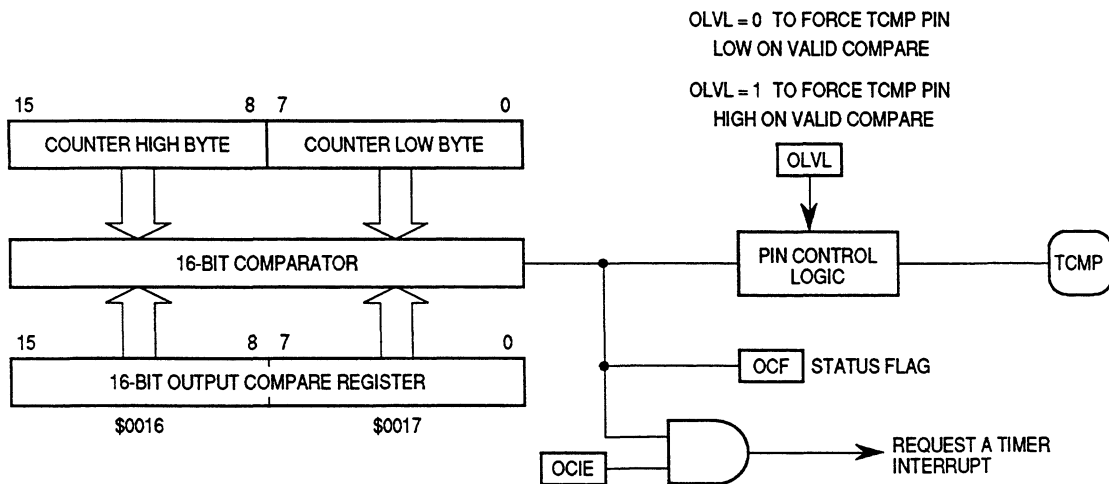 OLVL = 0 TO FORCE TCMP PIN
LOW ON VALID COMPARE
OLVL = 1 TO FORCE TCMP PIN
HIGH ON VALID COMPARE
15 8 7 0
COUNTER HIGH BYTE COUNTER LOW BYTE
OLVL
16-BIT COMPARATOR
PIN CONTROL
LOGIC
TCMP
15 8 7 0
16-BIT OUTPUT COMPARE REGISTER
$0016 $0017
OCF STATUS FLAG
OCIE
REQUEST A TIMER
INTERRUPT